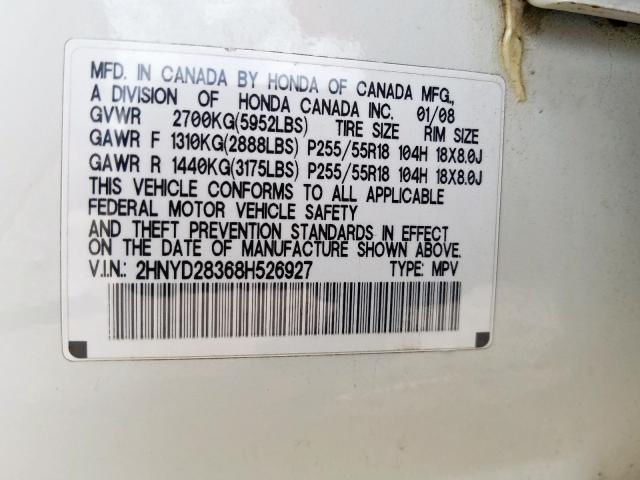 MFD. IN CANADA BY HONDA OF CANADA MFG.,
A DIVISION OF HONDA CANADA INC. 01/08
GVWR 2700KG(5952LBS) TIRE SIZE RIM SIZE
GAWR F 1310KG(2888LBS) P255/55R18 104H 18X8.0J
GAWR R 1440KG(3175LBS) P255/55R18 104H 18X8.0J
THIS VEHICLE CONFORMS TO ALL APPLICABLE
FEDERAL MOTOR VEHICLE SAFETY
AND THEFT PREVENTION STANDARDS IN EFFECT
ON THE DATE OF MANUFACTURE SHOWN ABOVE.
V.I.N.: 2HNYD28368H526927 TYPE: MPV